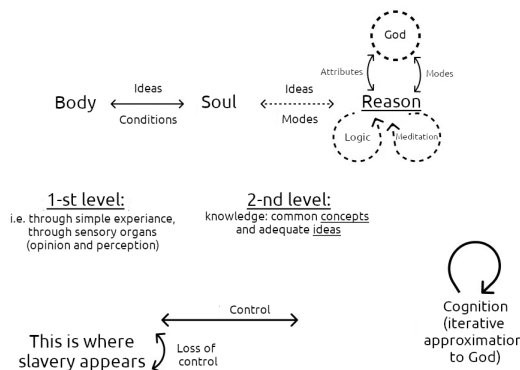 God
Attributes
Modes
Ideas
Ideas
Body
Soul
Reason
Conditions
Modes
Logic
Meditation
1-st level:
i.e. through simple experiance,
through sensory organs
(opinion and perception)
2-nd level:
knowledge: common concepts
and adequate ideas
Control
This is where
slavery appears
Loss of
control
Cognition
(iterative
approximation
to God)